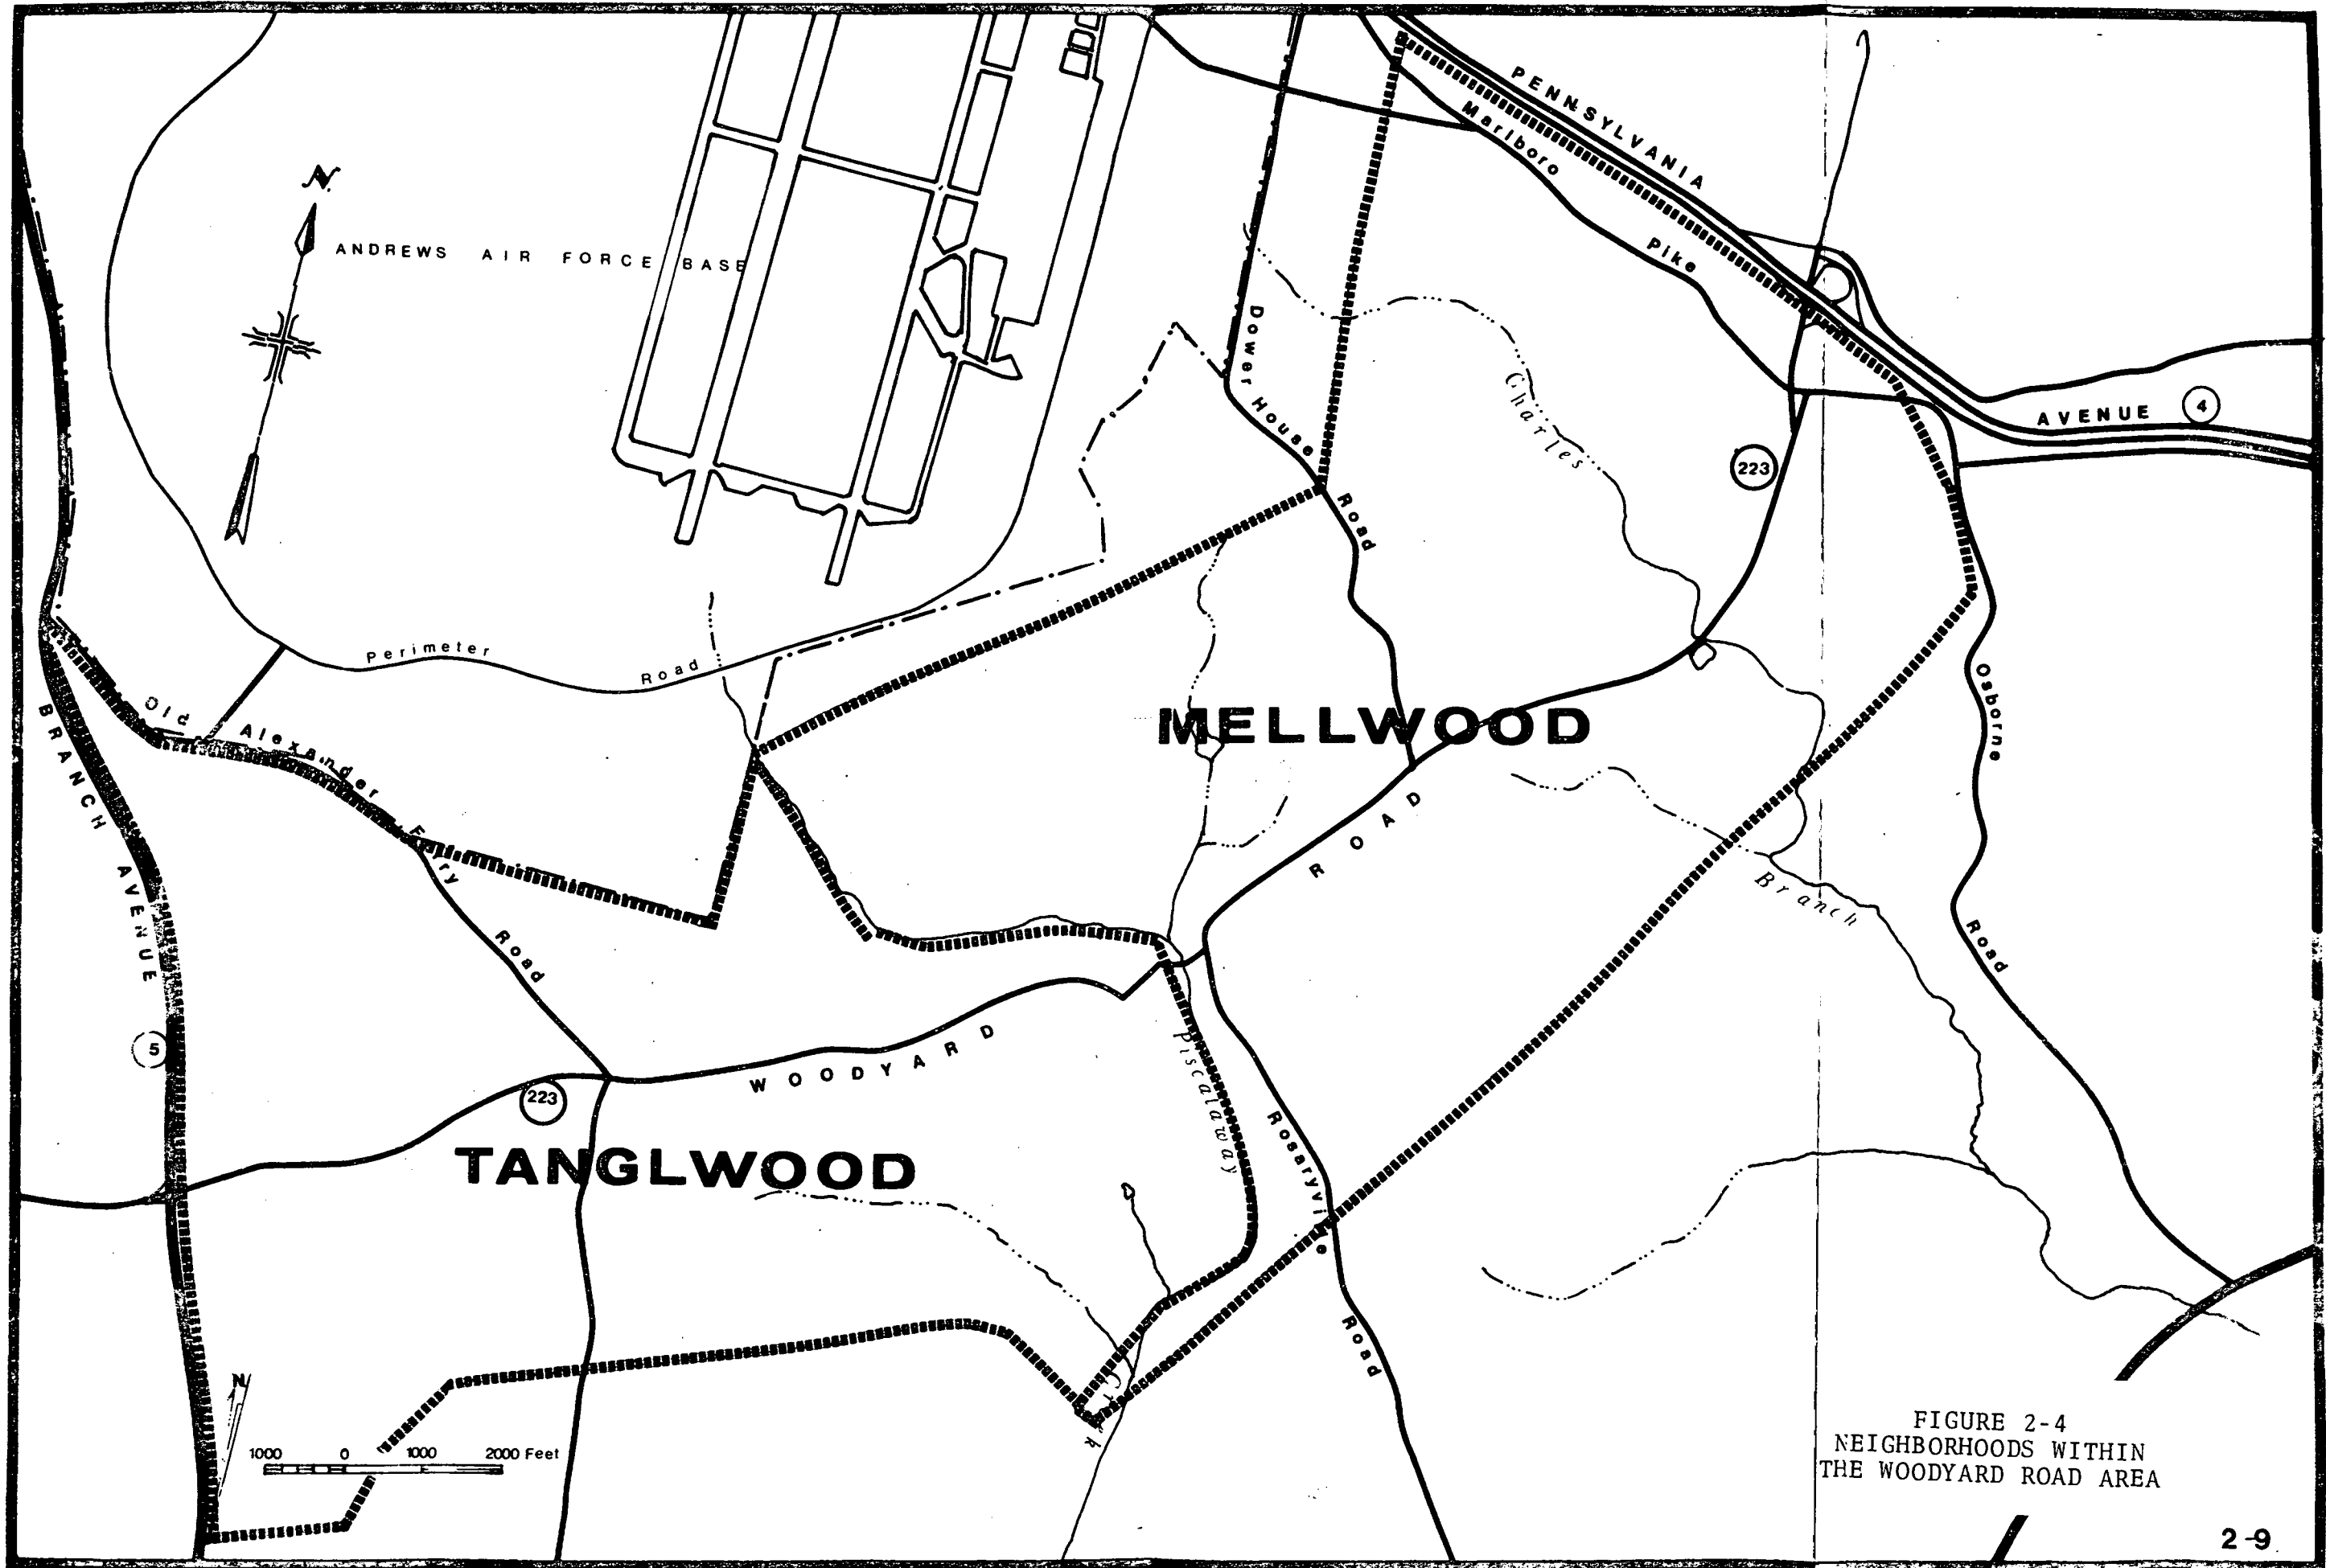 N
ANDREWS AIR FORCE BASE
PENNSYLVANIA
Marlboro
Pike
AVENUE 4
223
Dower House
Road
Charles
Branch
Osborne
Road
Perimeter
Road
Old Alexander Ferry
Road
BRANCH AVENUE
5
MELLWOOD
ROAD
WOODYARD
223
TANGLWOOD
Piscataway
Creek
Rosaryville
Road
N
1000 0 1000 2000 Feet
FIGURE 2-4
NEIGHBORHOODS WITHIN
THE WOODYARD ROAD AREA
2-9